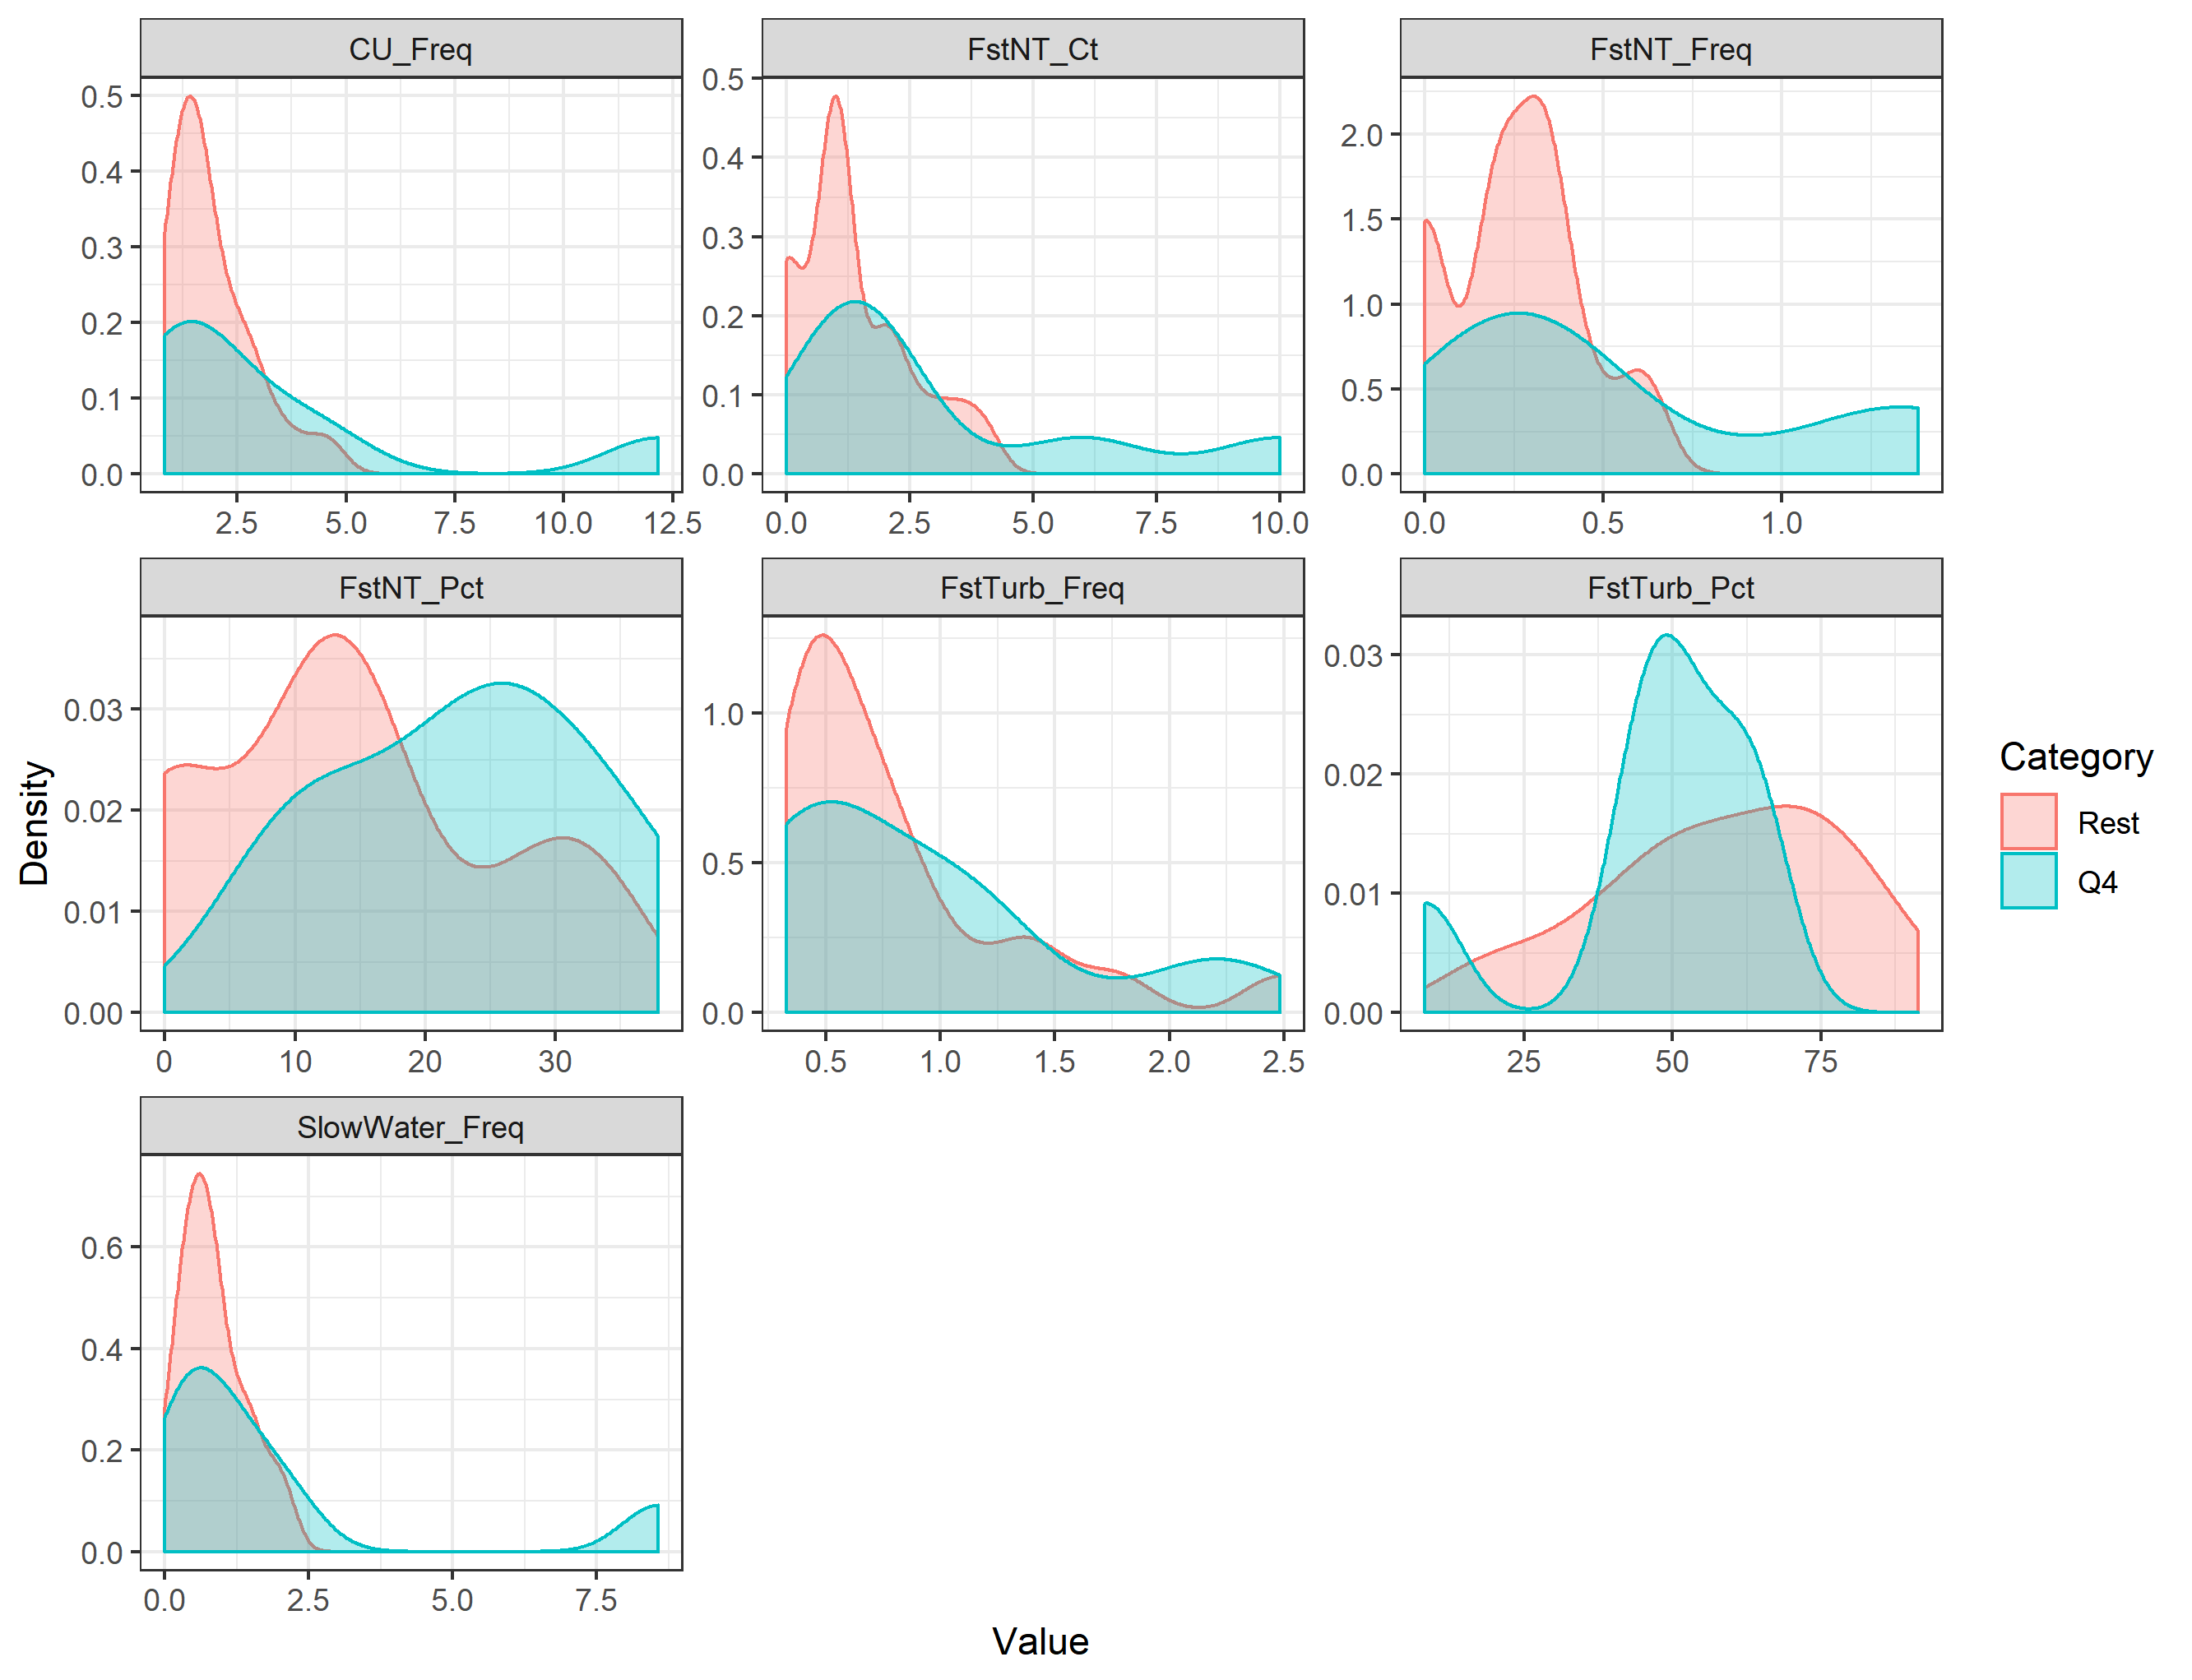 CU_Freq FstNT_Ct FstNT_Freq
0.5 0.4 0.3 0.2 0.1 0.0
2.5 5.0 7.5 10.0 12.5
0.5 0.4 0.3 0.2 0.1 0.0
0.0 2.5 5.0 7.5 10.0
2.0 1.5 1.0 0.5 0.0
0.0 0.5 1.0
FstNT_Pct FstTurb_Freq FstTurb_Pct
0.03 0.02 0.01 0.00
0 10 20 30
1.0 0.5 0.0
0.5 1.0 1.5 2.0 2.5
0.03 0.02 0.01 0.00
25 50 75
SlowWater_Freq
0.6 0.4 0.2 0.0
0.0 2.5 5.0 7.5
Density
Value
Category
Rest
Q4